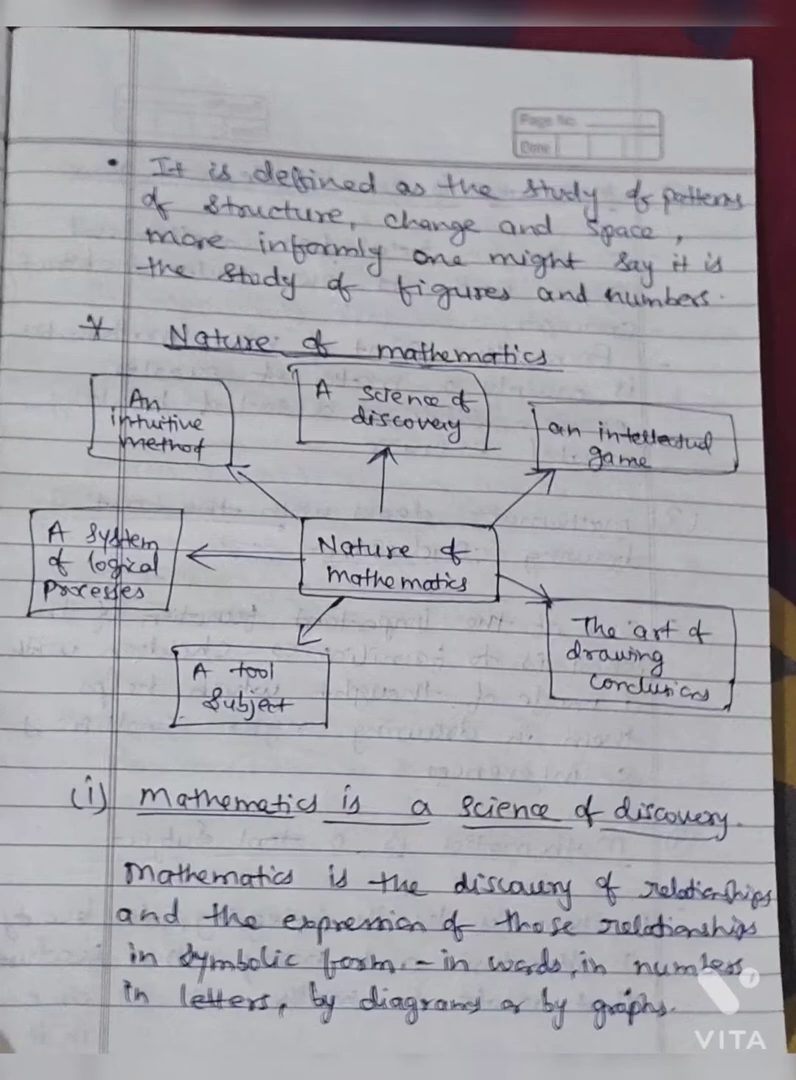 Page No.
Date
• It is defined as the study of patterns
of structure, change and space,
more informly one might say it is
the study of figures and numbers.
* Nature of mathematics
An
intuitive
method
A science of
discovery
an intellectual
game
A system
of logical
processes
Nature of
mathematics
The art of
drawing
conclusions
A tool
subject
(i) Mathematics is a science of discovery.
Mathematics is the discovery of relationships
and the expression of those relationships
in symbolic form - in words, in numbers
in letters, by diagrams or by graphs.
VITA